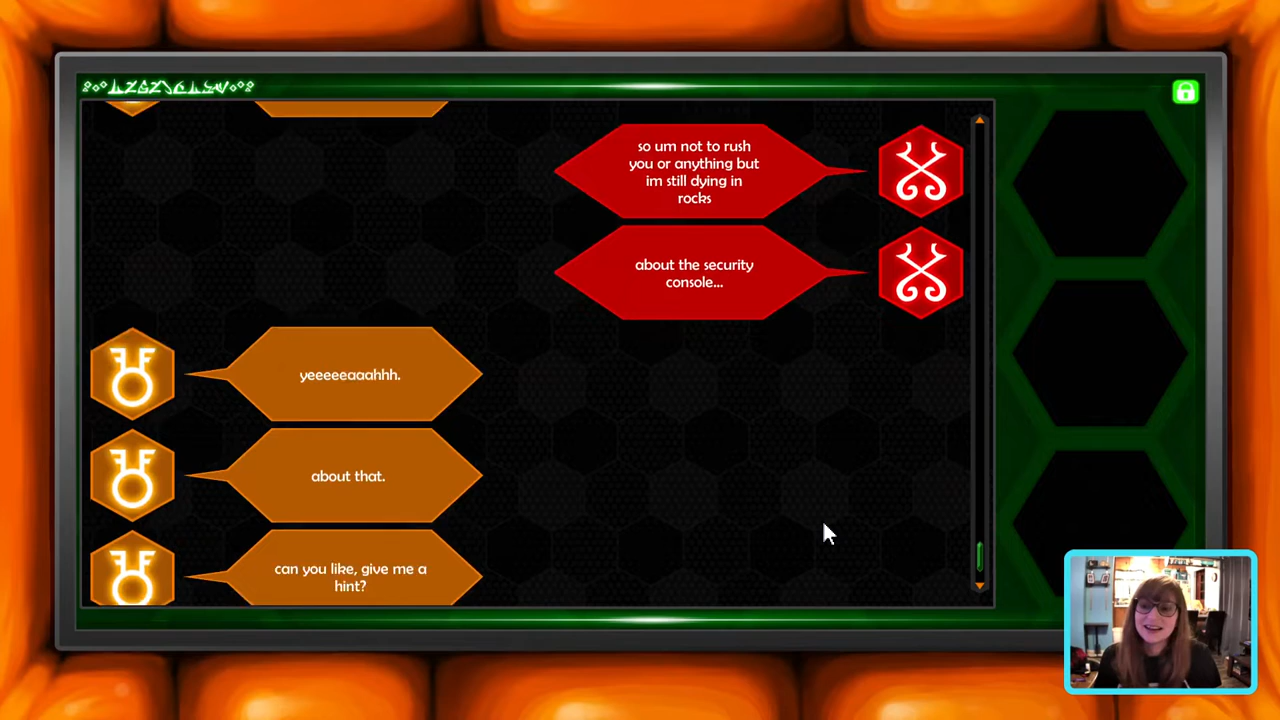 so um not to rush
you or anything but
im still dying in
rocks
about the security
console...
yeeeeeaaahhh.
about that.
can you like, give me a
hint?